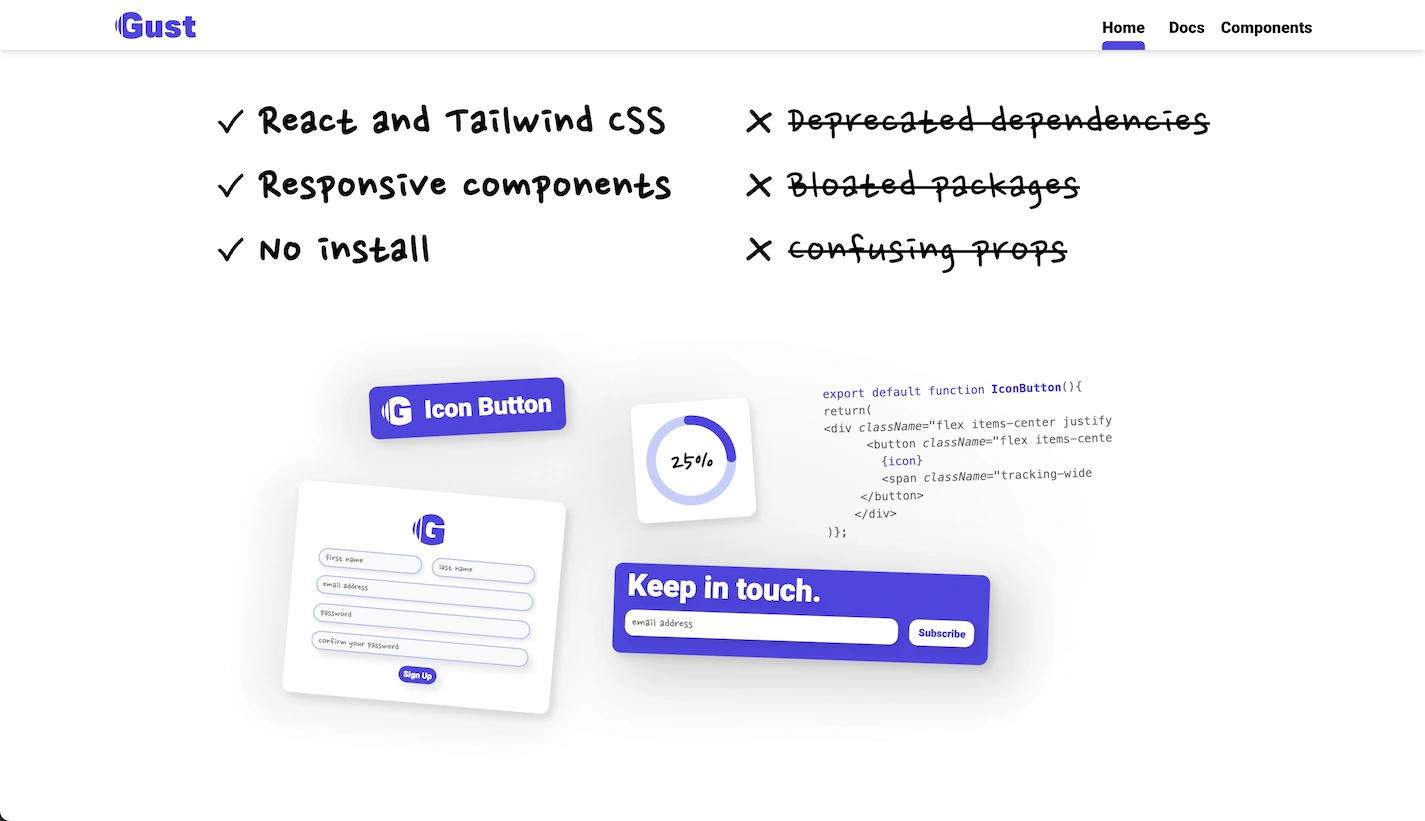 Gust
Home Docs Components
✓ React and Tailwind CSS
✓ Responsive components
✓ No install
✕ Deprecated dependencies
✕ Bloated packages
✕ confusing props
G Icon Button
25%
export default function IconButton(){
return(
<div className="flex items-center justify
<button className="flex items-cente
{icon}
<span className="tracking-wide
</button>
</div>
)};
G
first name last name
email address
password
confirm your password
Sign Up
Keep in touch.
email address Subscribe